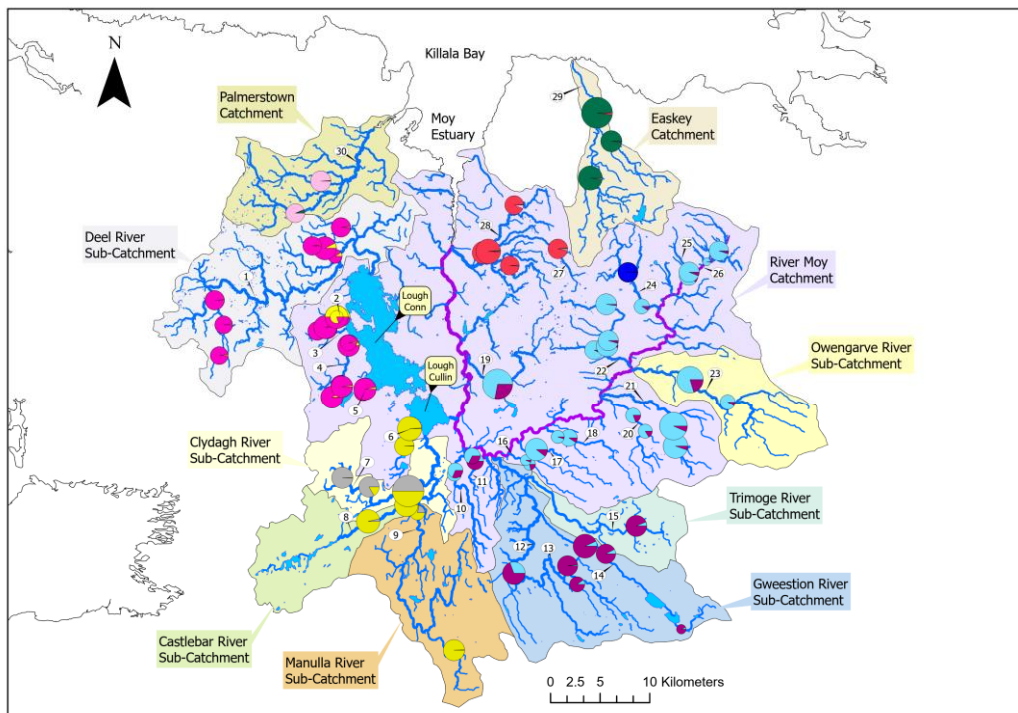 N
Killala Bay
Palmerstown
Catchment
Moy
Estuary
29
Easkey
Catchment
30
28
25
Deel River
Sub-Catchment
1
27
26
24
River Moy
Catchment
2
Lough
Conn
3
4
19
22
Owengarve River
Sub-Catchment
Lough
Cullin
5
21
23
6
20
Clydagh River
Sub-Catchment
16
18
7
17
11
10
Trimoge River
Sub-Catchment
8
15
9
12
13
14
Gweestion River
Sub-Catchment
Castlebar River
Sub-Catchment
Manulla River
Sub-Catchment
0 2.5 5 10 Kilometers